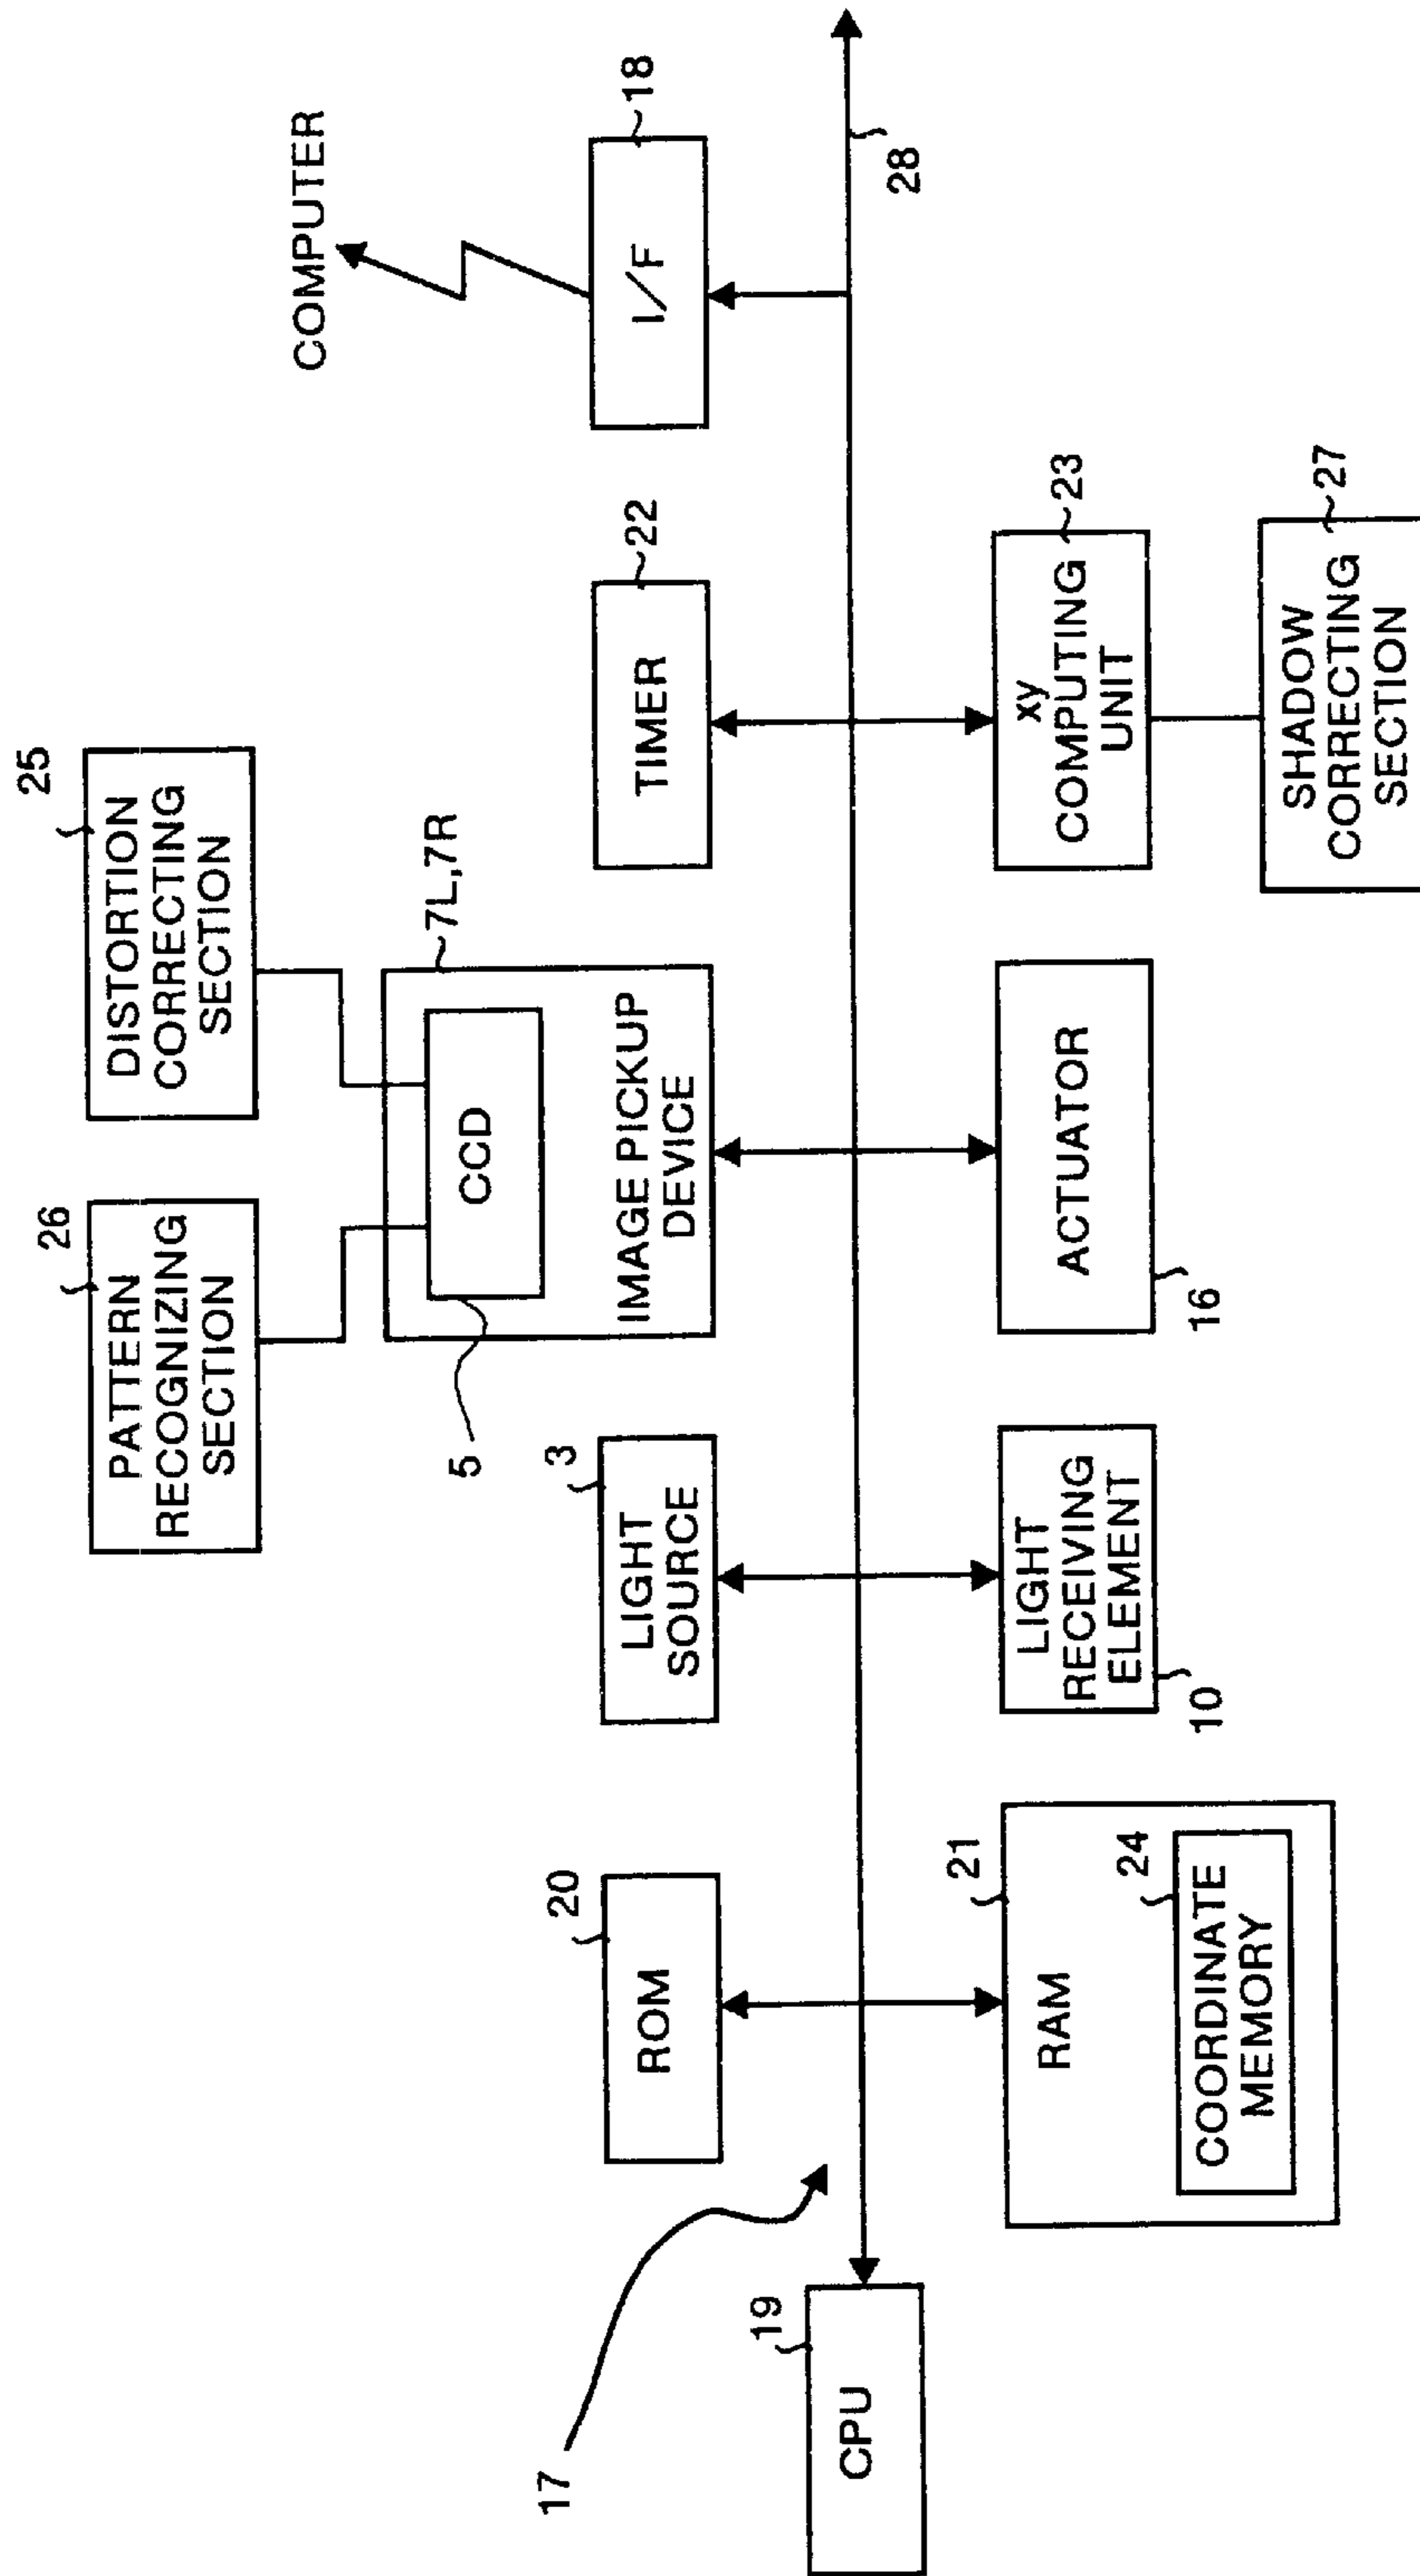 26
PATTERN
RECOGNIZING
SECTION
25
DISTORTION
CORRECTING
SECTION
COMPUTER
20
ROM
3
LIGHT
SOURCE
5
CCD
IMAGE PICKUP
DEVICE
7L,7R
22
TIMER
18
I/F
17
19
CPU
28
21
RAM
24
COORDINATE
MEMORY
10
LIGHT
RECEIVING
ELEMENT
16
ACTUATOR
23
xy
COMPUTING
UNIT
27
SHADOW
CORRECTING
SECTION